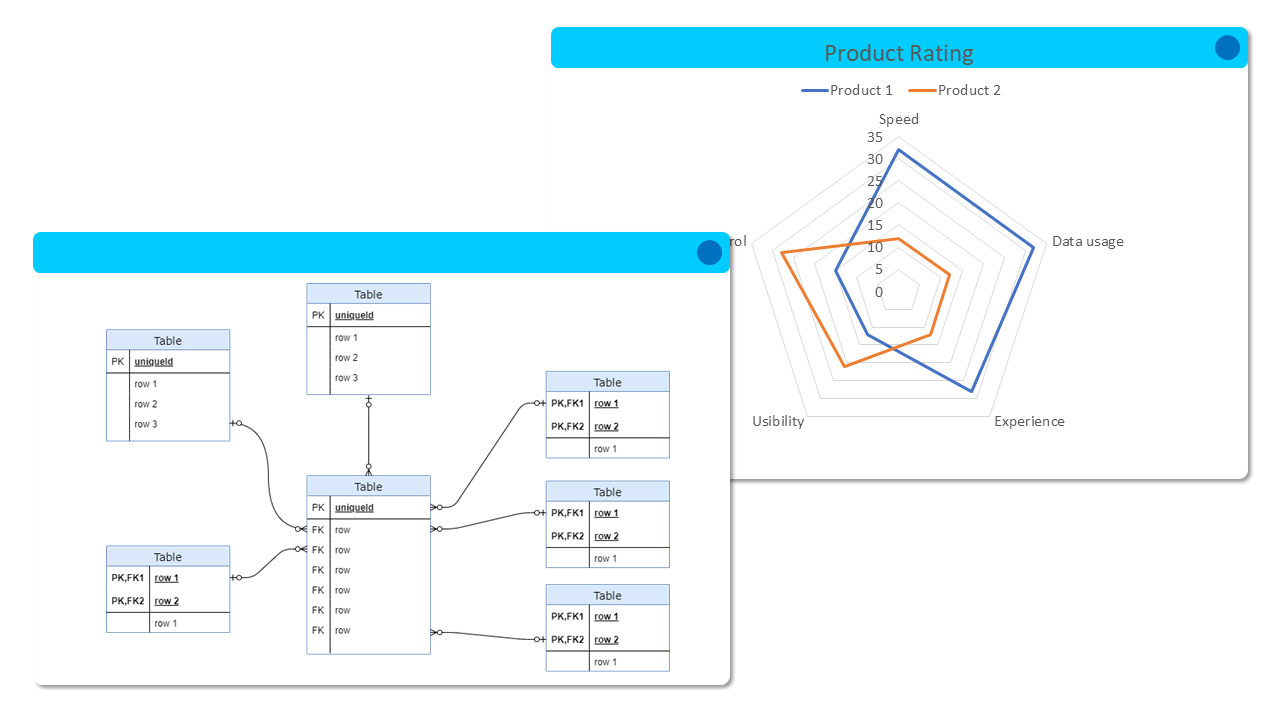 Product Rating
Product 1 Product 2
Speed
35
30
25
20
15
10
5
0
Data usage
Experience
Usibility
rol
Table
PK uniqueId
row 1
row 2
row 3
Table
PK uniqueId
row 1
row 2
row 3
Table
PK,FK1 row 1
PK,FK2 row 2
row 1
Table
PK uniqueId
FK row
FK row
FK row
FK row
FK row
FK row
Table
PK,FK1 row 1
PK,FK2 row 2
row 1
Table
PK,FK1 row 1
PK,FK2 row 2
row 1
Table
PK,FK1 row 1
PK,FK2 row 2
row 1